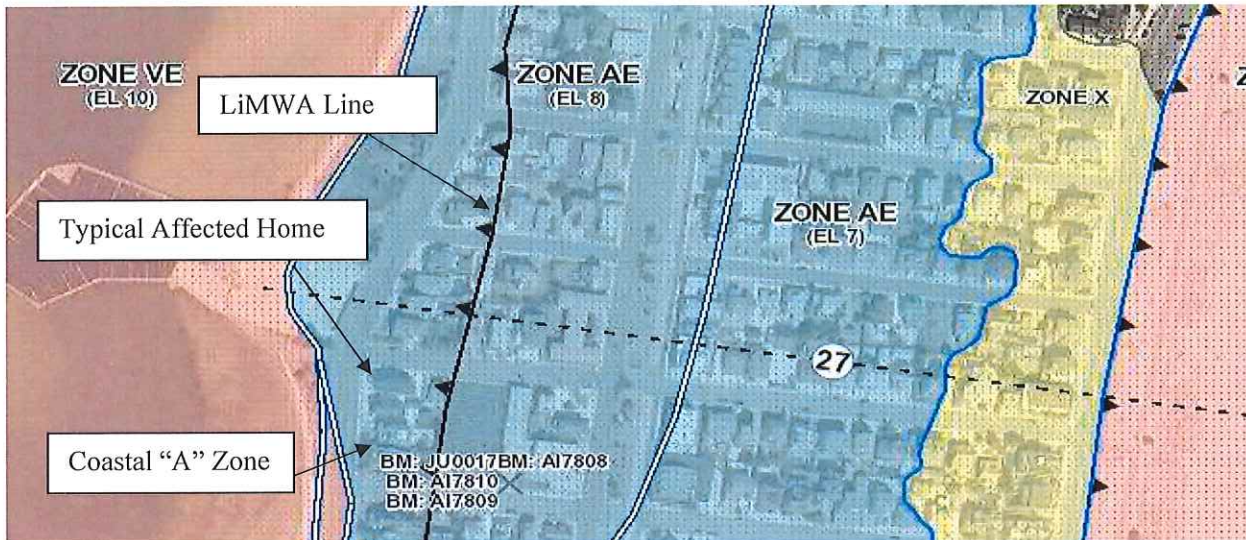 ZONE VE
(EL 10)
LiMWA Line
ZONE AE
(EL 8)
ZONE X
Z
Typical Affected Home
ZONE AE
(EL 7)
27
Coastal “A” Zone
BM: JU0017BM: AI7808
BM: AI7810
BM: AI7809